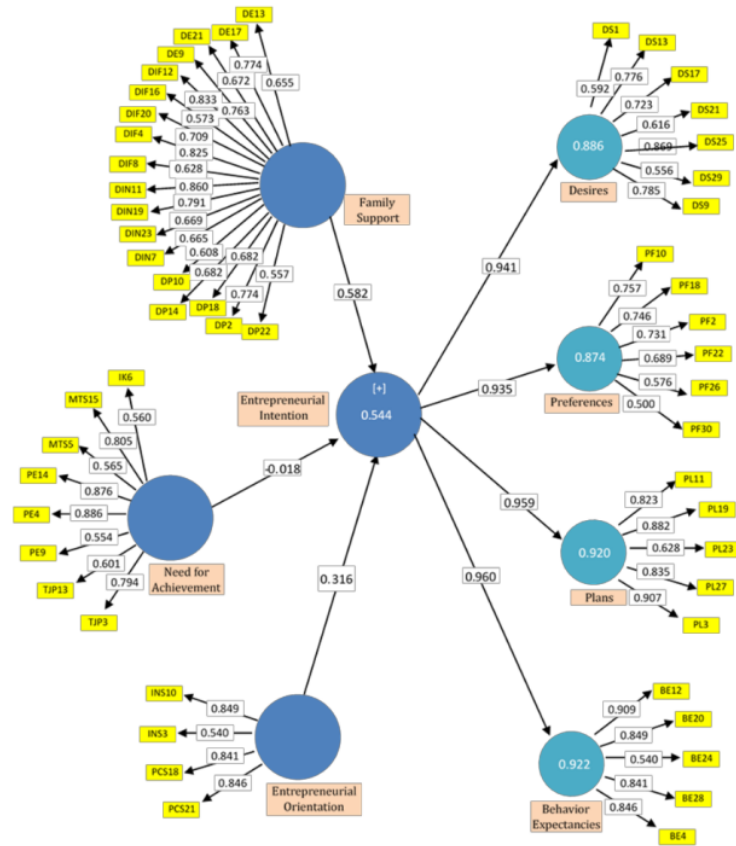 DE13
DE17
DE21
DE9
DIF12
DIF16
DIF20
DIF4
DIF8
DIN11
DIN19
DIN23
DIN7
DP10
DP14
DP18
DP2
DP22
0.655
0.774
0.672
0.763
0.833
0.573
0.709
0.825
0.628
0.860
0.791
0.669
0.665
0.608
0.682
0.682
0.774
0.557
Family
Support
0.582
DS1
DS13
DS17
DS21
DS25
DS29
DS9
0.592
0.776
0.723
0.616
0.869
0.556
0.785
0.886
Desires
0.941
PF10
PF18
PF2
PF22
PF26
PF30
0.757
0.746
0.731
0.689
0.576
0.500
0.874
Preferences
0.935
Entrepreneurial
Intention
[+]
0.544
IK6
MTS15
MTS5
PE14
PE4
PE9
TJP13
TJP3
0.560
0.805
0.565
0.876
0.886
0.554
0.601
0.794
Need for
Achievement
-0.018
PL11
PL19
PL23
PL27
PL3
0.823
0.882
0.628
0.835
0.907
0.920
Plans
0.959
0.960
0.316
INS10
INS3
PCS18
PCS21
0.849
0.540
0.841
0.846
Entrepreneurial
Orientation
BE12
BE20
BE24
BE28
BE4
0.909
0.849
0.540
0.841
0.846
0.922
Behavior
Expectancies